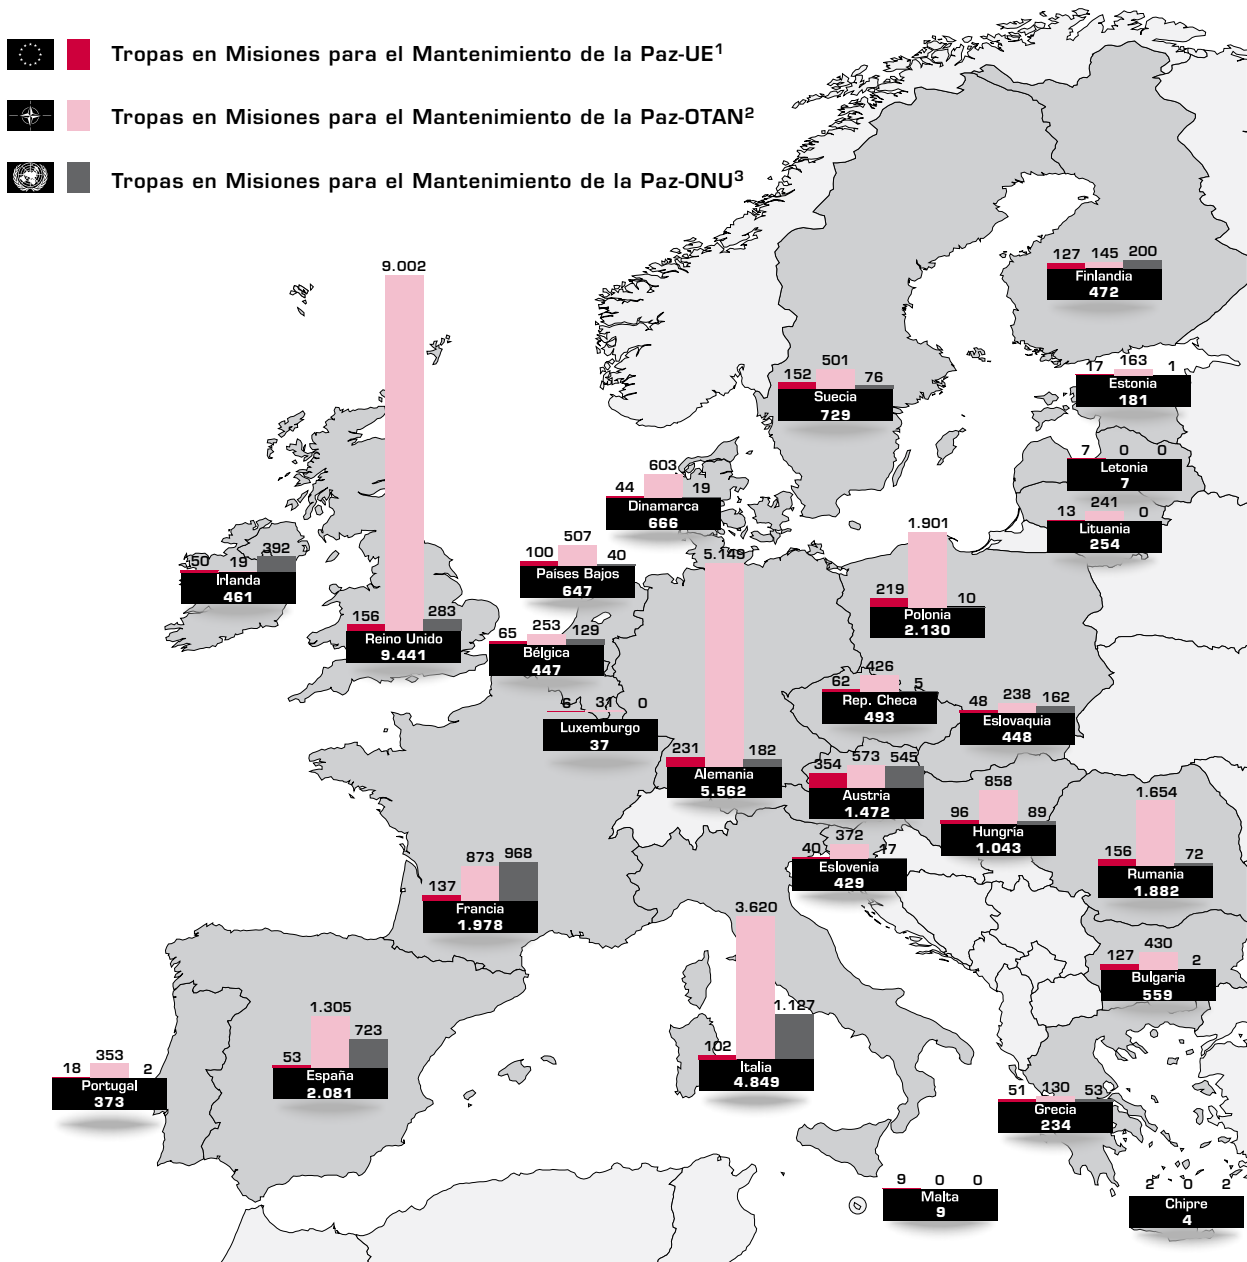 Tropas en Misiones para el Mantenimiento de la Paz-UE¹
Tropas en Misiones para el Mantenimiento de la Paz-OTAN²
Tropas en Misiones para el Mantenimiento de la Paz-ONU³
127 145 200
Finlandia
472
9.002
156 283
Reino Unido
9.441
152 501 76
Suecia
729
17 163 1
Estonia
181
7 0 0
Letonia
7
13 241 0
Lituania
254
44 603 19
Dinamarca
666
50 19 392
Irlanda
461
100 507 40
Países Bajos
647
65 253 129
Bélgica
447
6 31 0
Luxemburgo
37
5.149
231 182
Alemania
5.562
1.901
219 10
Polonia
2.130
62 426 5
Rep. Checa
493
48 238 162
Eslovaquia
448
354 573 545
Austria
1.472
858
96 89
Hungría
1.043
1.654
156 72
Rumania
1.882
40 372 17
Eslovenia
429
137 873 968
Francia
1.978
3.620
102 1.127
Italia
4.849
127 430 2
Bulgaria
559
1.305
53 723
España
2.081
18 353 2
Portugal
373
51 130 53
Grecia
234
9 0 0
Malta
9
2 0 2
Chipre
4